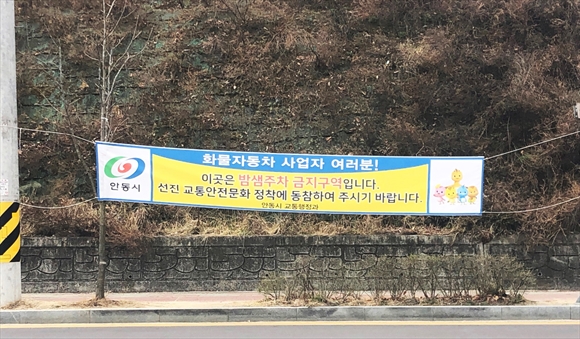 화물자동차 사업자 여러분!
안동시
이곳은 밤샘주차 금지구역입니다.
선진 교통안전문화 정착에 동참하여 주시기 바랍니다.
안동시 교통행정과